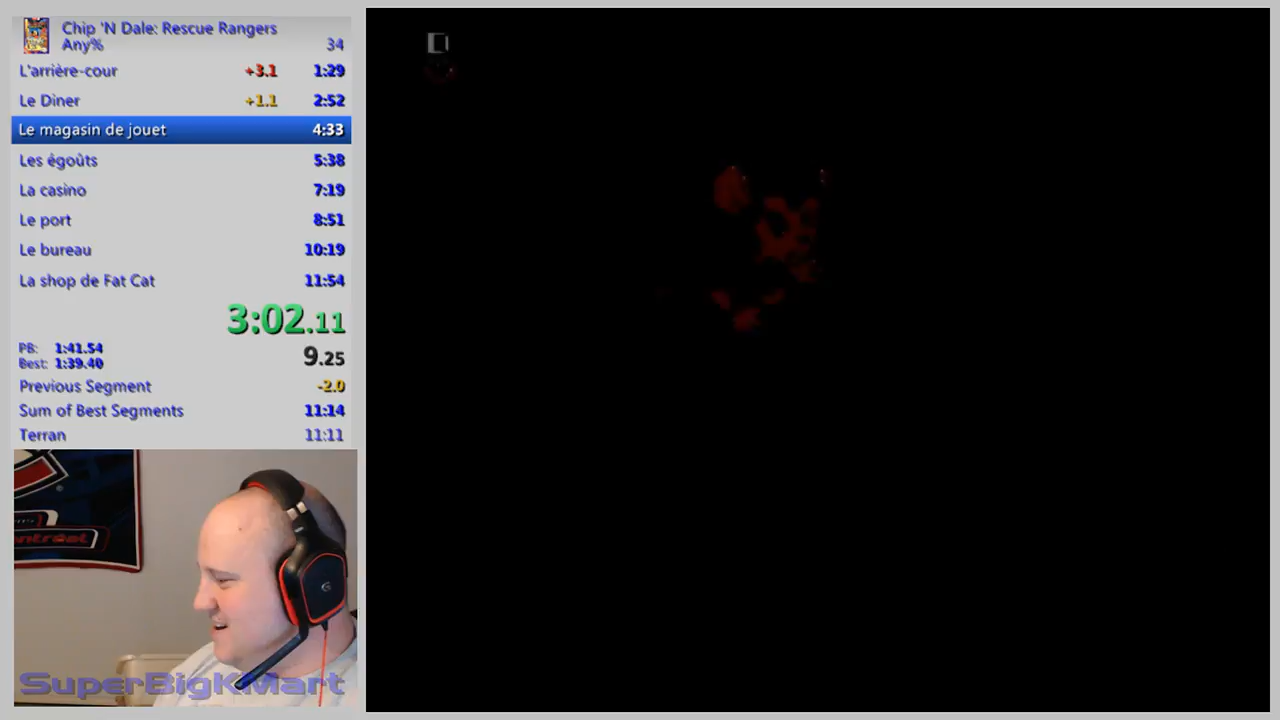 Chip 'N Dale: Rescue Rangers
Any% 34
L'arrière-cour +3.1 1:29
Le Diner +1.1 2:52
Le magasin de jouet 4:33
Les égoûts 5:38
La casino 7:19
Le port 8:51
Le bureau 10:19
La shop de Fat Cat 11:54
3:02.11
PB: 1:41.54 9.25
Best: 1:39.40
Previous Segment -2.0
Sum of Best Segments 11:14
Terran 11:11
SuperBigKMart